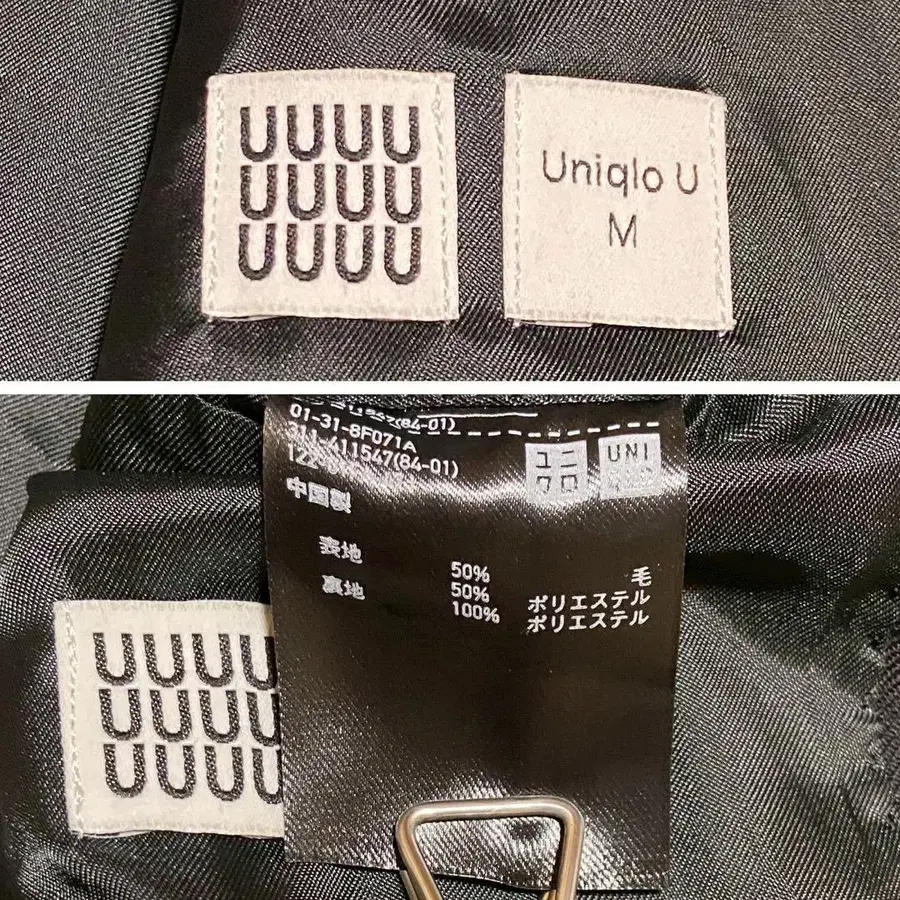 UUUU
UUUU
UUUU
Uniqlo U
M
01-31-8F071A
311-411547(84-01)
ユニ
クロ
UNI
中国製
表地
50%
毛
50%
ポリエステル
裏地
100%
ポリエステル
UUUU
UUUU
UUUU